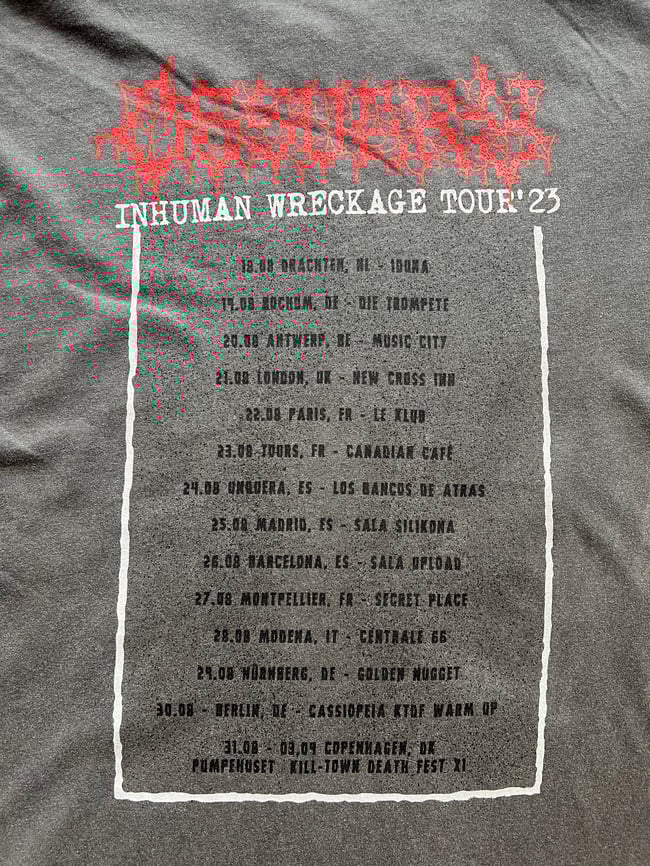 INHUMAN WRECKAGE TOUR'23
18.08 DRACHTEN, NL - IDUNA
19.08 BOCHUM, DE - DIE TROMPETE
20.08 ANTWERP, BE - MUSIC CITY
21.08 LONDON, UK - NEW CROSS INN
22.08 PARIS, FR - LE KLUB
23.08 TOURS, FR - CANADIAN CAFÉ
24.08 UNQUERA, ES - LOS BANCOS DE ATRAS
25.08 MADRID, ES - SALA SILIKONA
26.08 BARCELONA, ES - SALA UPLOAD
27.08 MONTPELLIER, FR - SECRET PLACE
28.08 MODENA, IT - CENTRALE 66
29.08 NÜRNBERG, DE - GOLDEN NUGGET
30.08 - BERLIN, DE - CASSIOPEIA KTDF WARM UP
31.08 - 03,09 COPENHAGEN, DK
PUMPEHUSET KILL-TOWN DEATH FEST XI